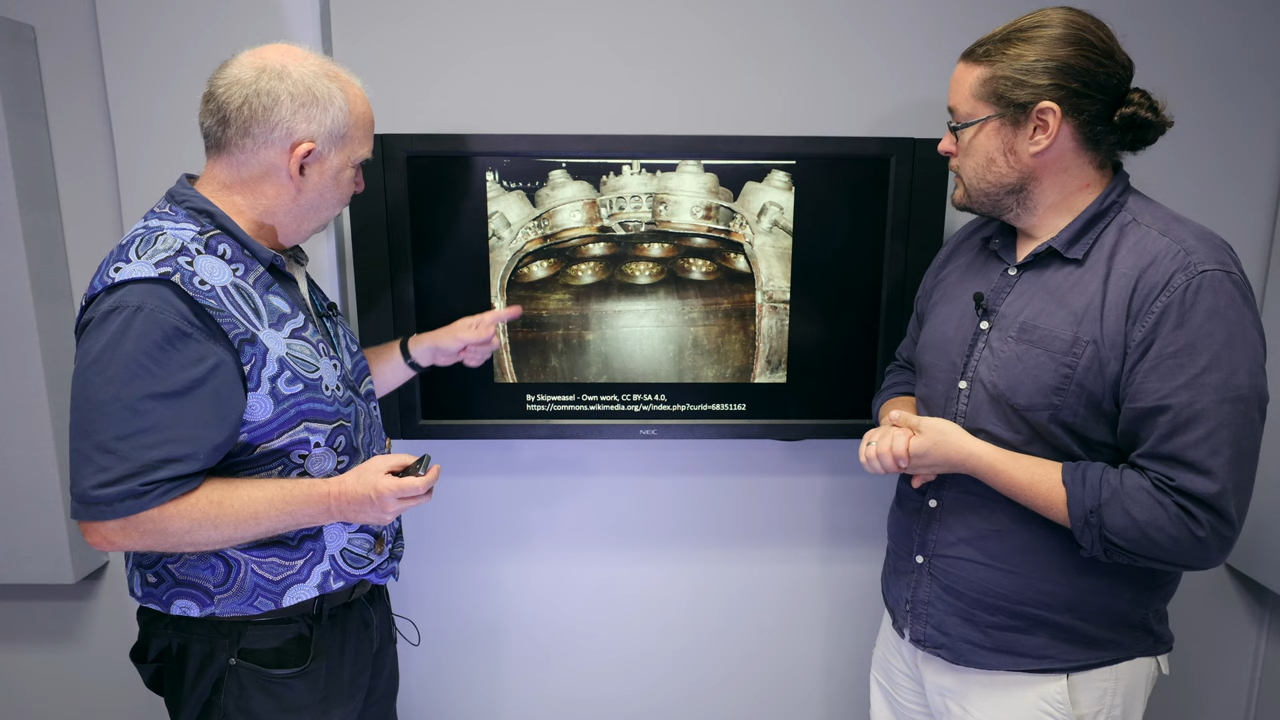 By Skipweasel - Own work, CC BY-SA 4.0,
https://commons.wikimedia.org/w/index.php?curid=68351162
NEC